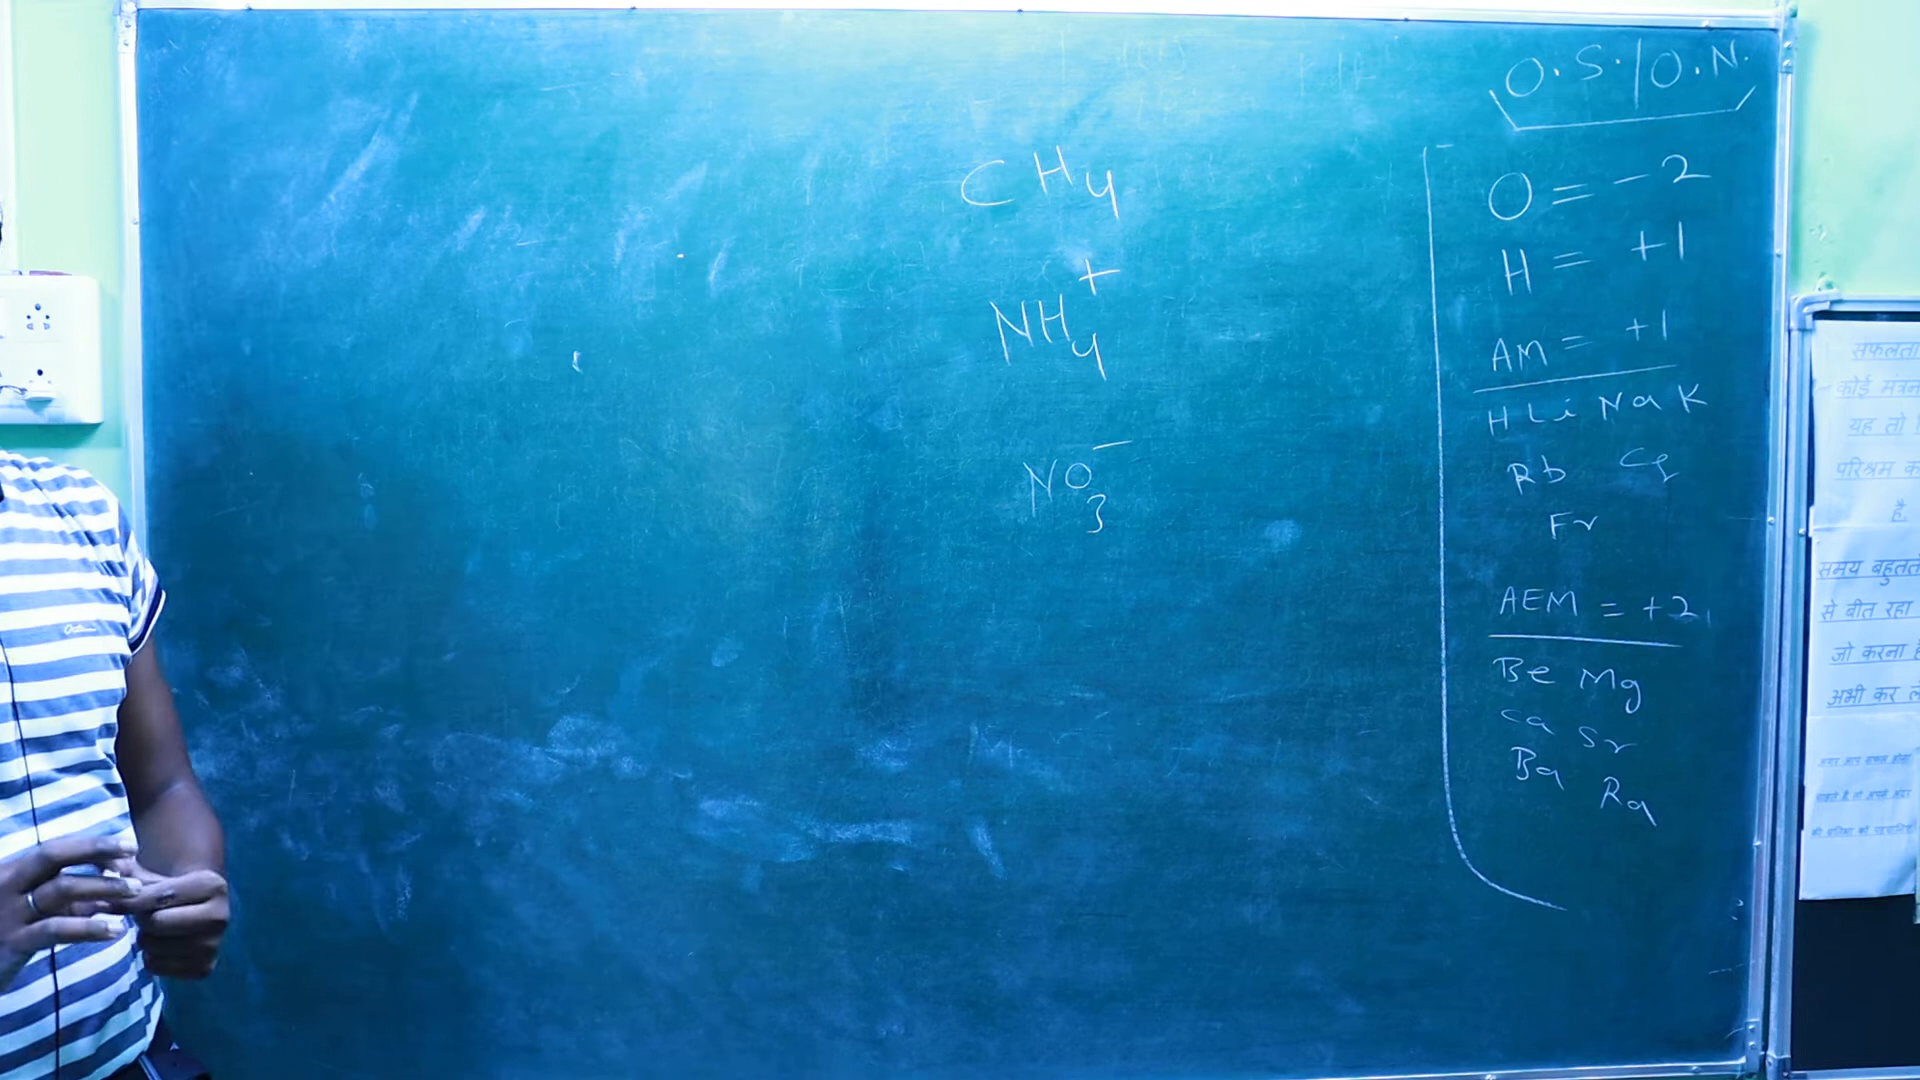 O.S./O.N.
CH4
NH4+
NO3-
O = -2
H = +1
AM = +1
H Li Na K
Rb Cs
Fr
AEM = +2
Be Mg
Ca Sr
Ba Ra
सफलता
कोई मंत्र
यह तो
परिश्रम
है
समय बहुत
से बीत रहा
जो करना
अभी कर